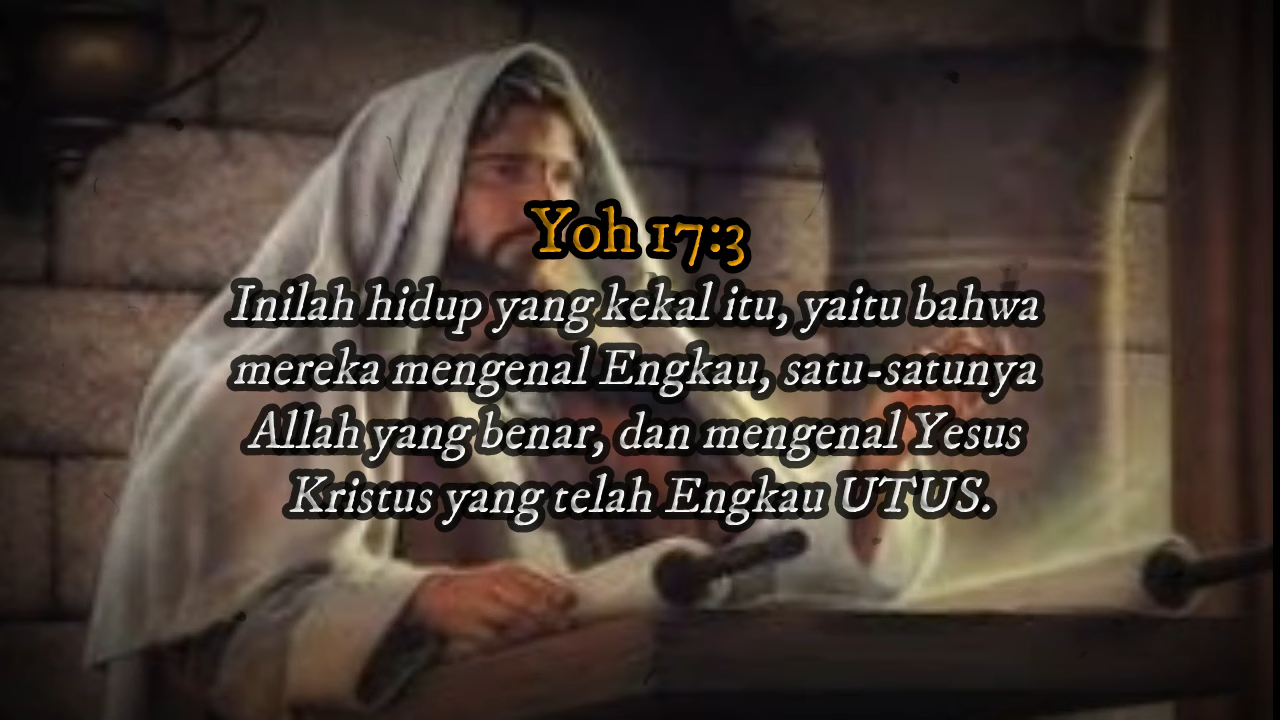 Yoh 17:3
Inilah hidup yang kekal itu, yaitu bahwa
mereka mengenal Engkau, satu-satunya
Allah yang benar, dan mengenal Yesus
Kristus yang telah Engkau UTUS.